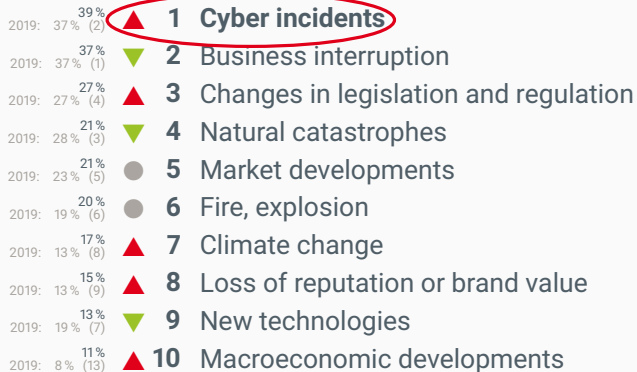 39 %
2019: 37 % (2) 1 Cyber incidents
37 %
2019: 37 % (1) 2 Business interruption
27 %
2019: 27 % (4) 3 Changes in legislation and regulation
21 %
2019: 28 % (3) 4 Natural catastrophes
21 %
2019: 23 % (5) 5 Market developments
20 %
2019: 19 % (6) 6 Fire, explosion
17 %
2019: 13 % (8) 7 Climate change
15 %
2019: 13 % (9) 8 Loss of reputation or brand value
13 %
2019: 19 % (7) 9 New technologies
11 %
2019: 8 % (13) 10 Macroeconomic developments